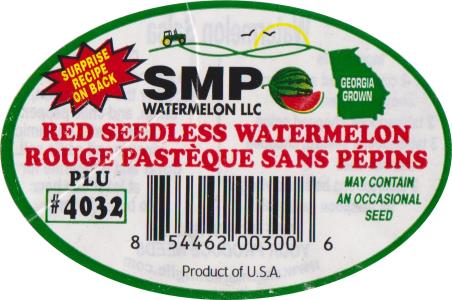 SURPRISE
RECIPE
ON BACK
SMP
WATERMELON LLC
GEORGIA
GROWN
RED SEEDLESS WATERMELON
ROUGE PASTÈQUE SANS PÉPINS
PLU
#4032
MAY CONTAIN
AN OCCASIONAL
SEED
8 54462 00300 6
Product of U.S.A.